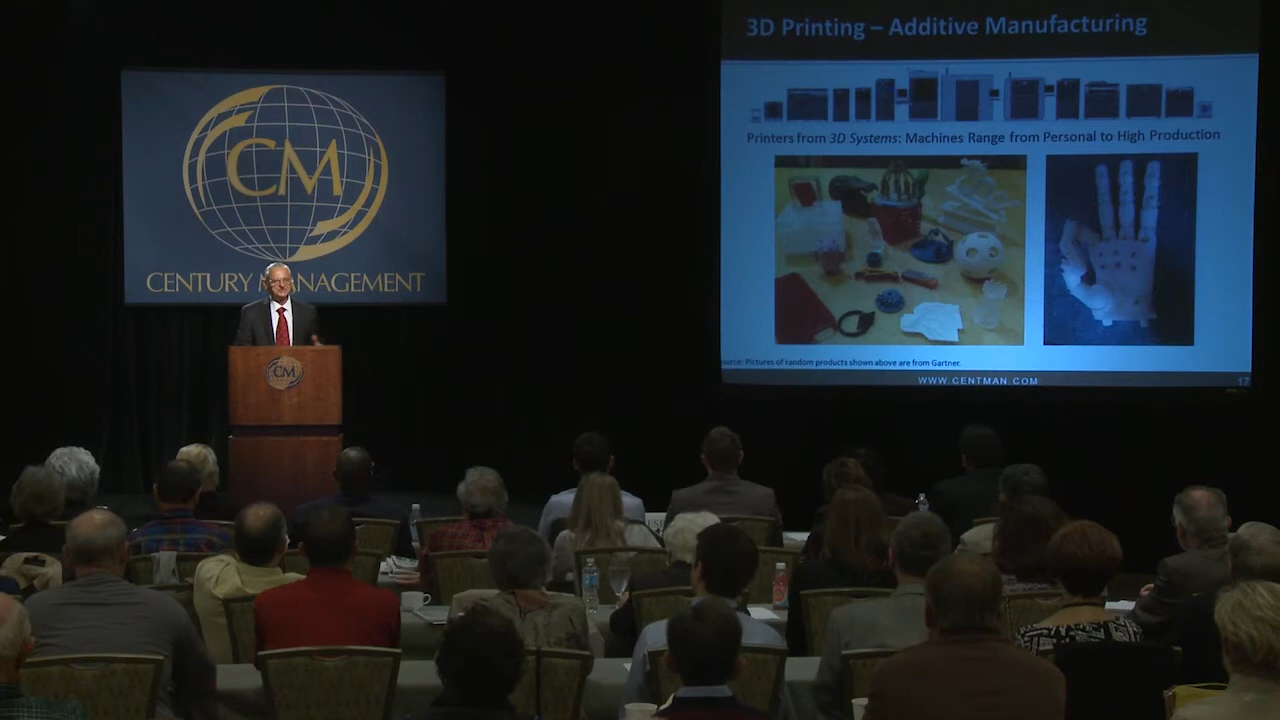 CM
CENTURY MANAGEMENT
CM
3D Printing – Additive Manufacturing
Printers from 3D Systems: Machines Range from Personal to High Production
ource: Pictures of random products shown above are from Gartner.
WWW.CENTMAN.COM
17